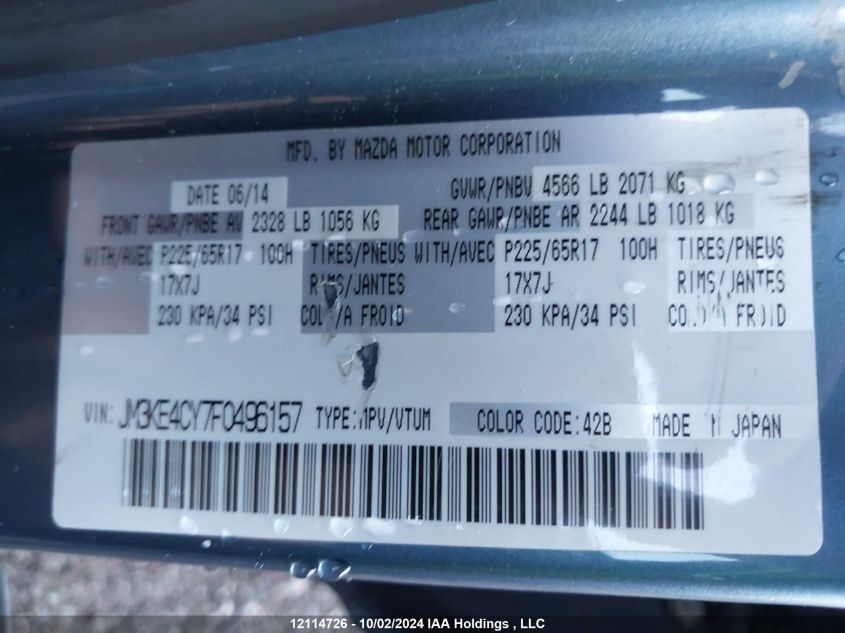 MFD. BY MAZDA MOTOR CORPORATION
DATE 06/14 GVWR/PNBV 4566 LB 2071 KG
FRONT GAWR/PNBE AV 2328 LB 1056 KG REAR GAWR/PNBE AR 2244 LB 1018 KG
WITH/AVEC P225/65R17 100H TIRES/PNEUS WITH/AVEC P225/65R17 100H TIRES/PNEUS
17X7J RIMS/JANTES 17X7J RIMS/JANTES
230 KPA/34 PSI COLD/A FROID 230 KPA/34 PSI COLD/A FROID
VIN: JM3KE4CY7F0496157 TYPE:MPV/VTUM COLOR CODE:42B MADE IN JAPAN
12114726 - 10/02/2024 IAA Holdings , LLC